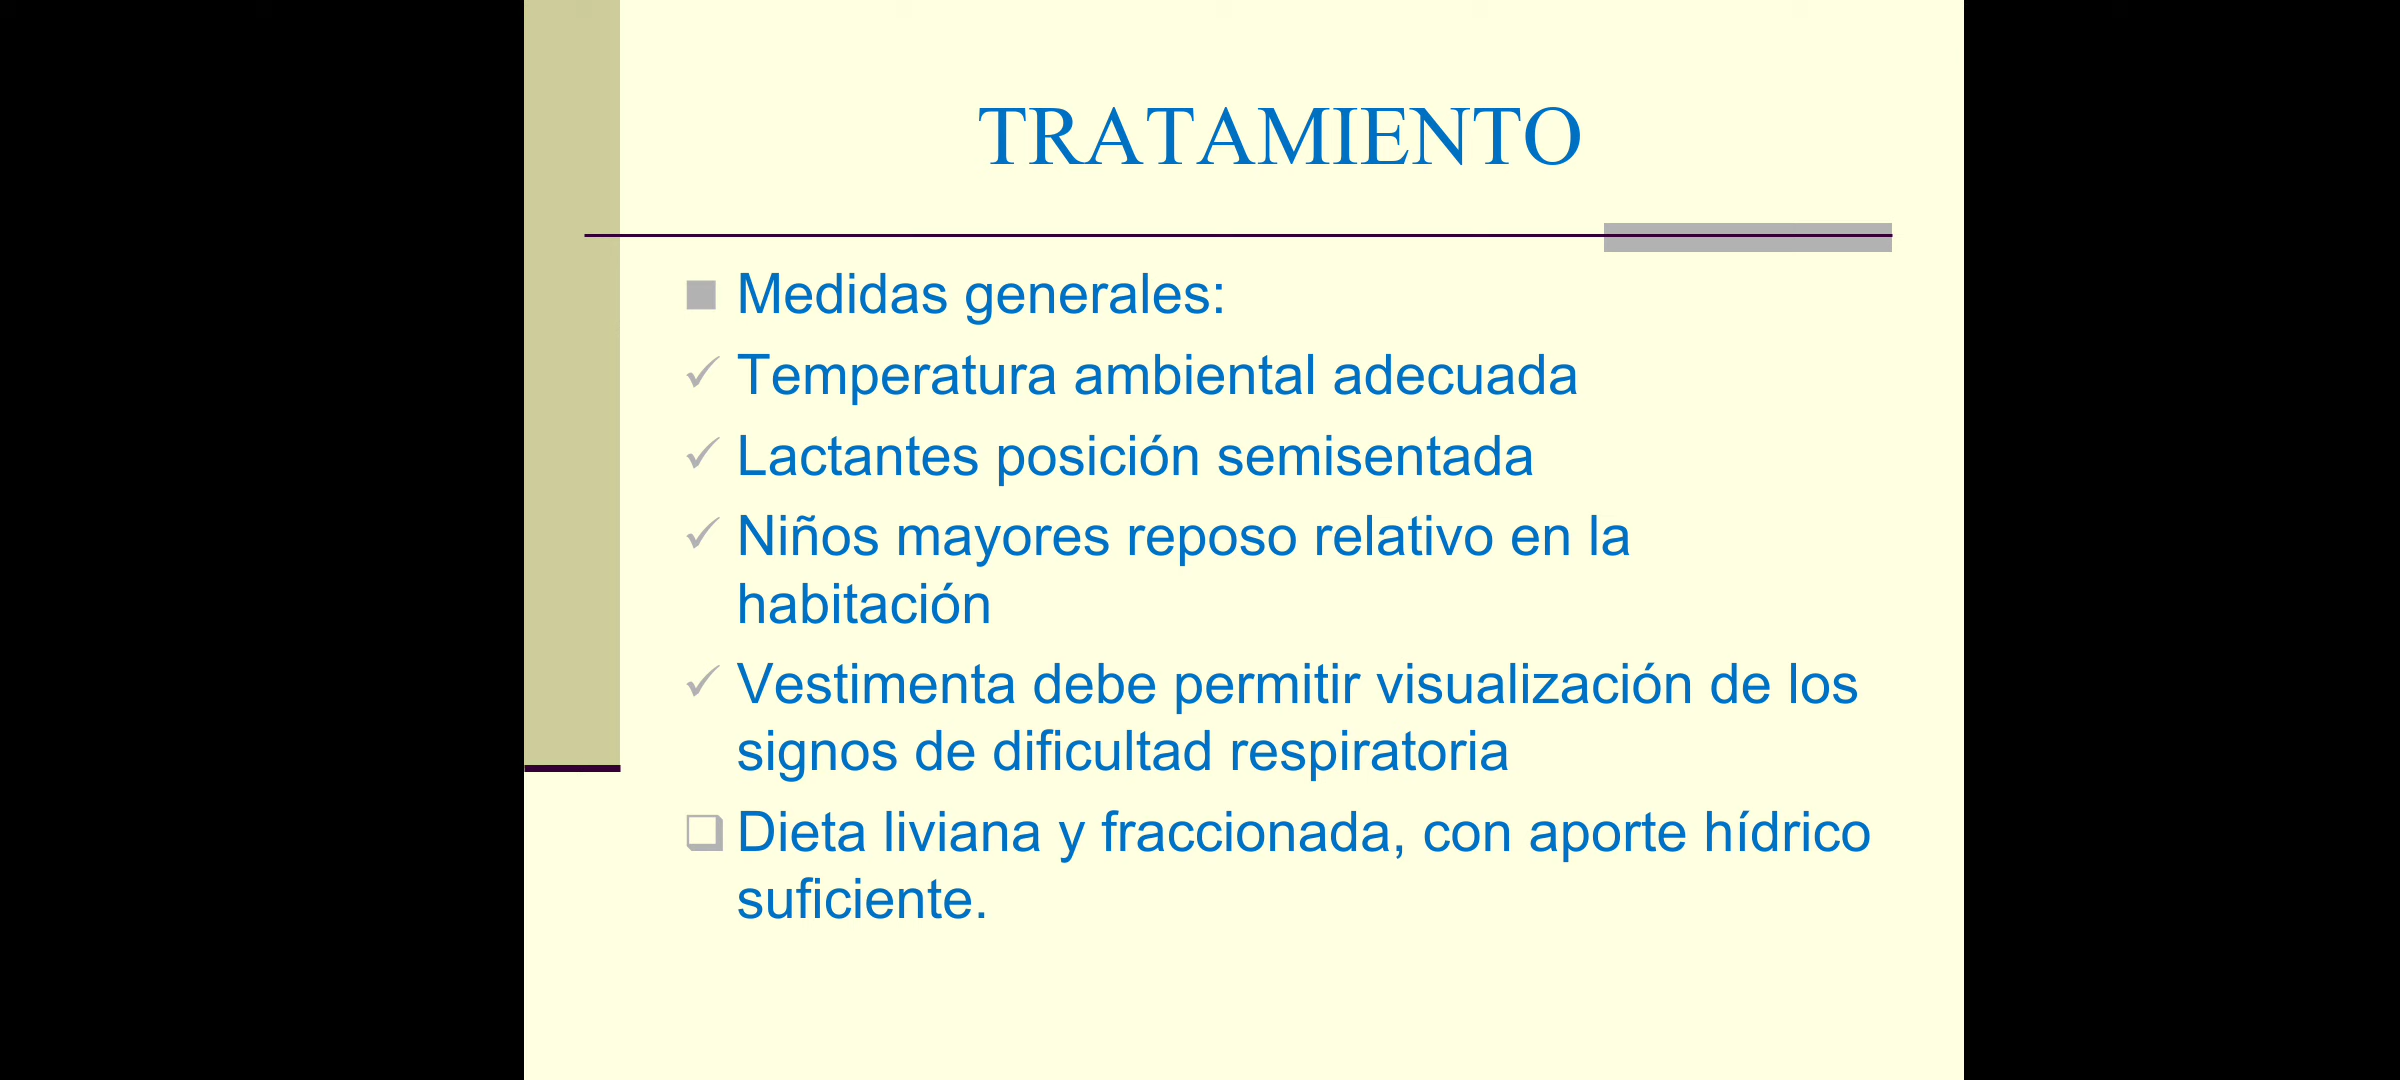 TRATAMIENTO
Medidas generales:
Temperatura ambiental adecuada
Lactantes posición semisentada
Niños mayores reposo relativo en la
habitación
Vestimenta debe permitir visualización de los
signos de dificultad respiratoria
Dieta liviana y fraccionada, con aporte hídrico
suficiente.